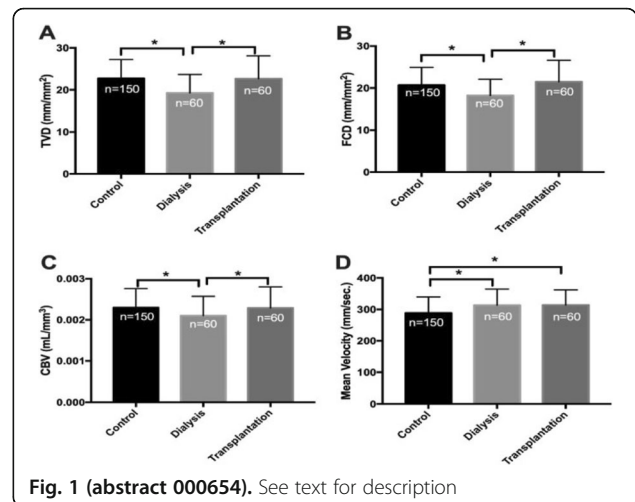 A
*
*
TVD (mm/mm²)
30
20
10
0
n=150
n=60
n=60
Control
Dialysis
Transplantation
B
*
*
FCD (mm/mm²)
30
20
10
0
n=150
n=60
n=60
Control
Dialysis
Transplantation
C
*
*
CBV (mL/mm³)
0.003
0.002
0.001
0.000
n=150
n=60
n=60
Control
Dialysis
Transplantation
D
*
*
Mean Velocity (mm/sec.)
400
300
200
100
0
n=150
n=60
n=60
Control
Dialysis
Transplantation
Fig. 1 (abstract 000654). See text for description